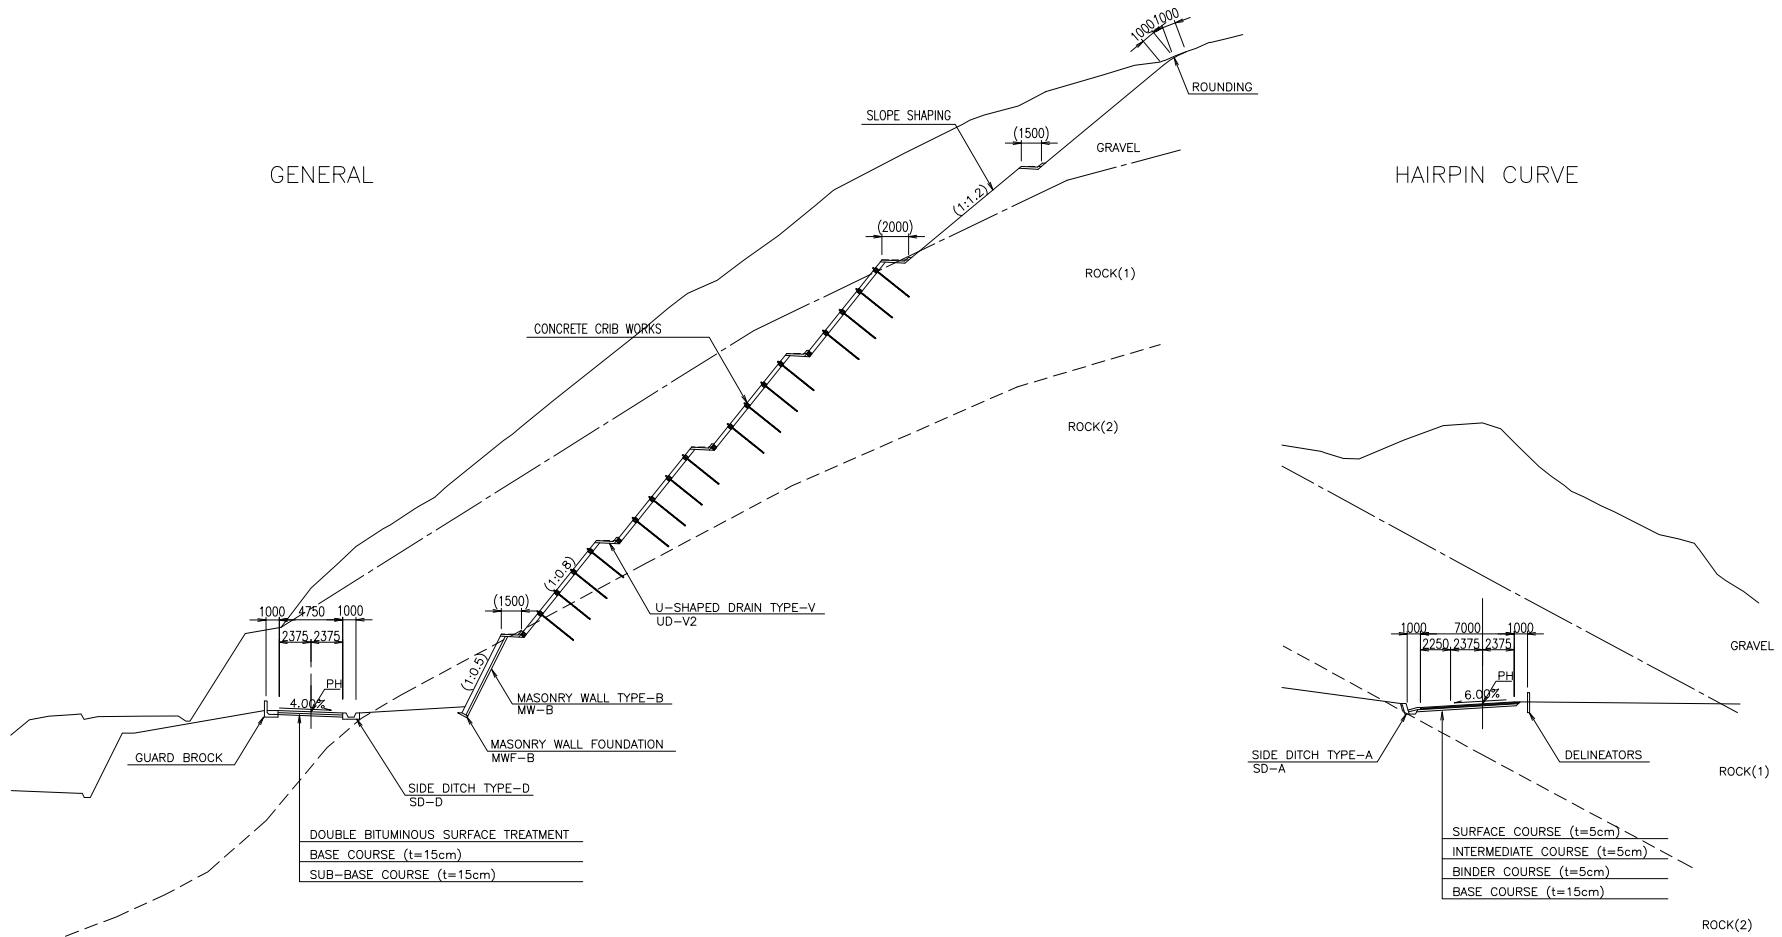 GENERAL
1000
1000
ROUNDING
SLOPE SHAPING
(1500)
GRAVEL
(1:1.2)
(2000)
ROCK(1)
CONCRETE CRIB WORKS
ROCK(2)
(1:0.8)
(1500)
U-SHAPED DRAIN TYPE-V
UD-V2
1000 4750 1000
2375 2375
(1:0.5)
PH
4.00%
MASONRY WALL TYPE-B
MW-B
MASONRY WALL FOUNDATION
MWF-B
GUARD BROCK
SIDE DITCH TYPE-D
SD-D
DOUBLE BITUMINOUS SURFACE TREATMENT
BASE COURSE (t=15cm)
SUB-BASE COURSE (t=15cm)
HAIRPIN CURVE
1000 7000 1000
2250 2375 2375
GRAVEL
PH
6.00%
SIDE DITCH TYPE-A
SD-A
DELINEATORS
ROCK(1)
SURFACE COURSE (t=5cm)
INTERMEDIATE COURSE (t=5cm)
BINDER COURSE (t=5cm)
BASE COURSE (t=15cm)
ROCK(2)